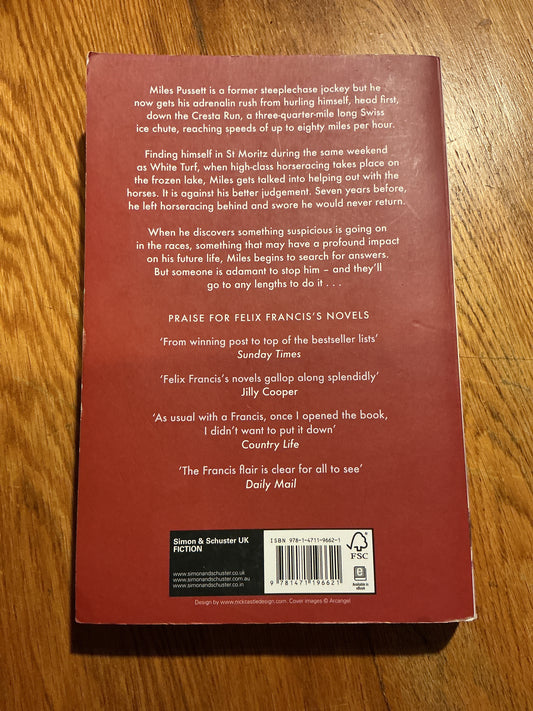 Miles Pussett is a former steeplechase jockey but he
now gets his adrenalin rush from hurling himself, head first,
down the Cresta Run, a three-quarter-mile long Swiss
ice chute, reaching speeds of up to eighty miles per hour.
Finding himself in St Moritz during the same weekend
as White Turf, when high-class horseracing takes place on
the frozen lake, Miles gets talked into helping out with the
horses. It is against his better judgement. Seven years before,
he left horseracing behind and swore he would never return.
When he discovers something suspicious is going on
in the races, something that may have a profound impact
on his future life, Miles begins to search for answers.
But someone is adamant to stop him – and they'll
go to any lengths to do it . . .
PRAISE FOR FELIX FRANCIS'S NOVELS
'From winning post to top of the bestseller lists'
Sunday Times
'Felix Francis's novels gallop along splendidly'
Jilly Cooper
'As usual with a Francis, once I opened the book,
I didn't want to put it down'
Country Life
'The Francis flair is clear for all to see'
Daily Mail
Simon & Schuster UK
FICTION
www.simonandschuster.co.uk
www.simonandschuster.com.au
www.simonandschuster.co.in
ISBN 978-1-4711-9662-1
9 781471 196621
FSC
e
Available in
eBook
Design by www.nickcastledesign.com. Cover images © Arcangel